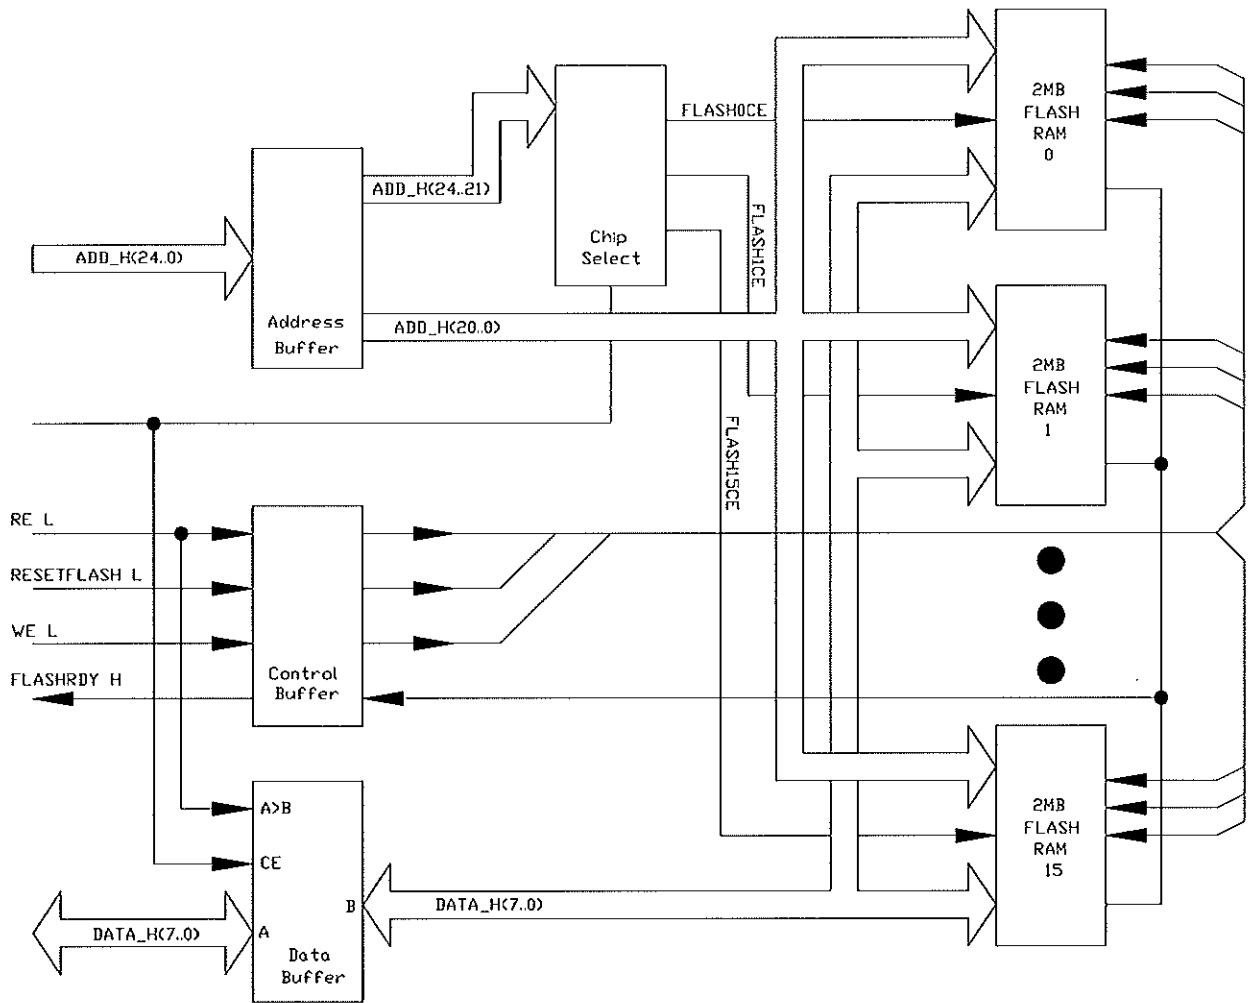 2MB
FLASH
RAM
0
FLASH0CE
ADD_H(24..21)
FLASH1CE
Chip
Select
ADD_H(24..0)
Address
Buffer
ADD_H(20..0)
2MB
FLASH
RAM
1
FLASH15CE
RE L
RESETFLASH L
WE L
FLASHRDY H
Control
Buffer
A>B
CE
2MB
FLASH
RAM
15
B
DATA_H(7..0)
DATA_H(7..0)
A
Data
Buffer